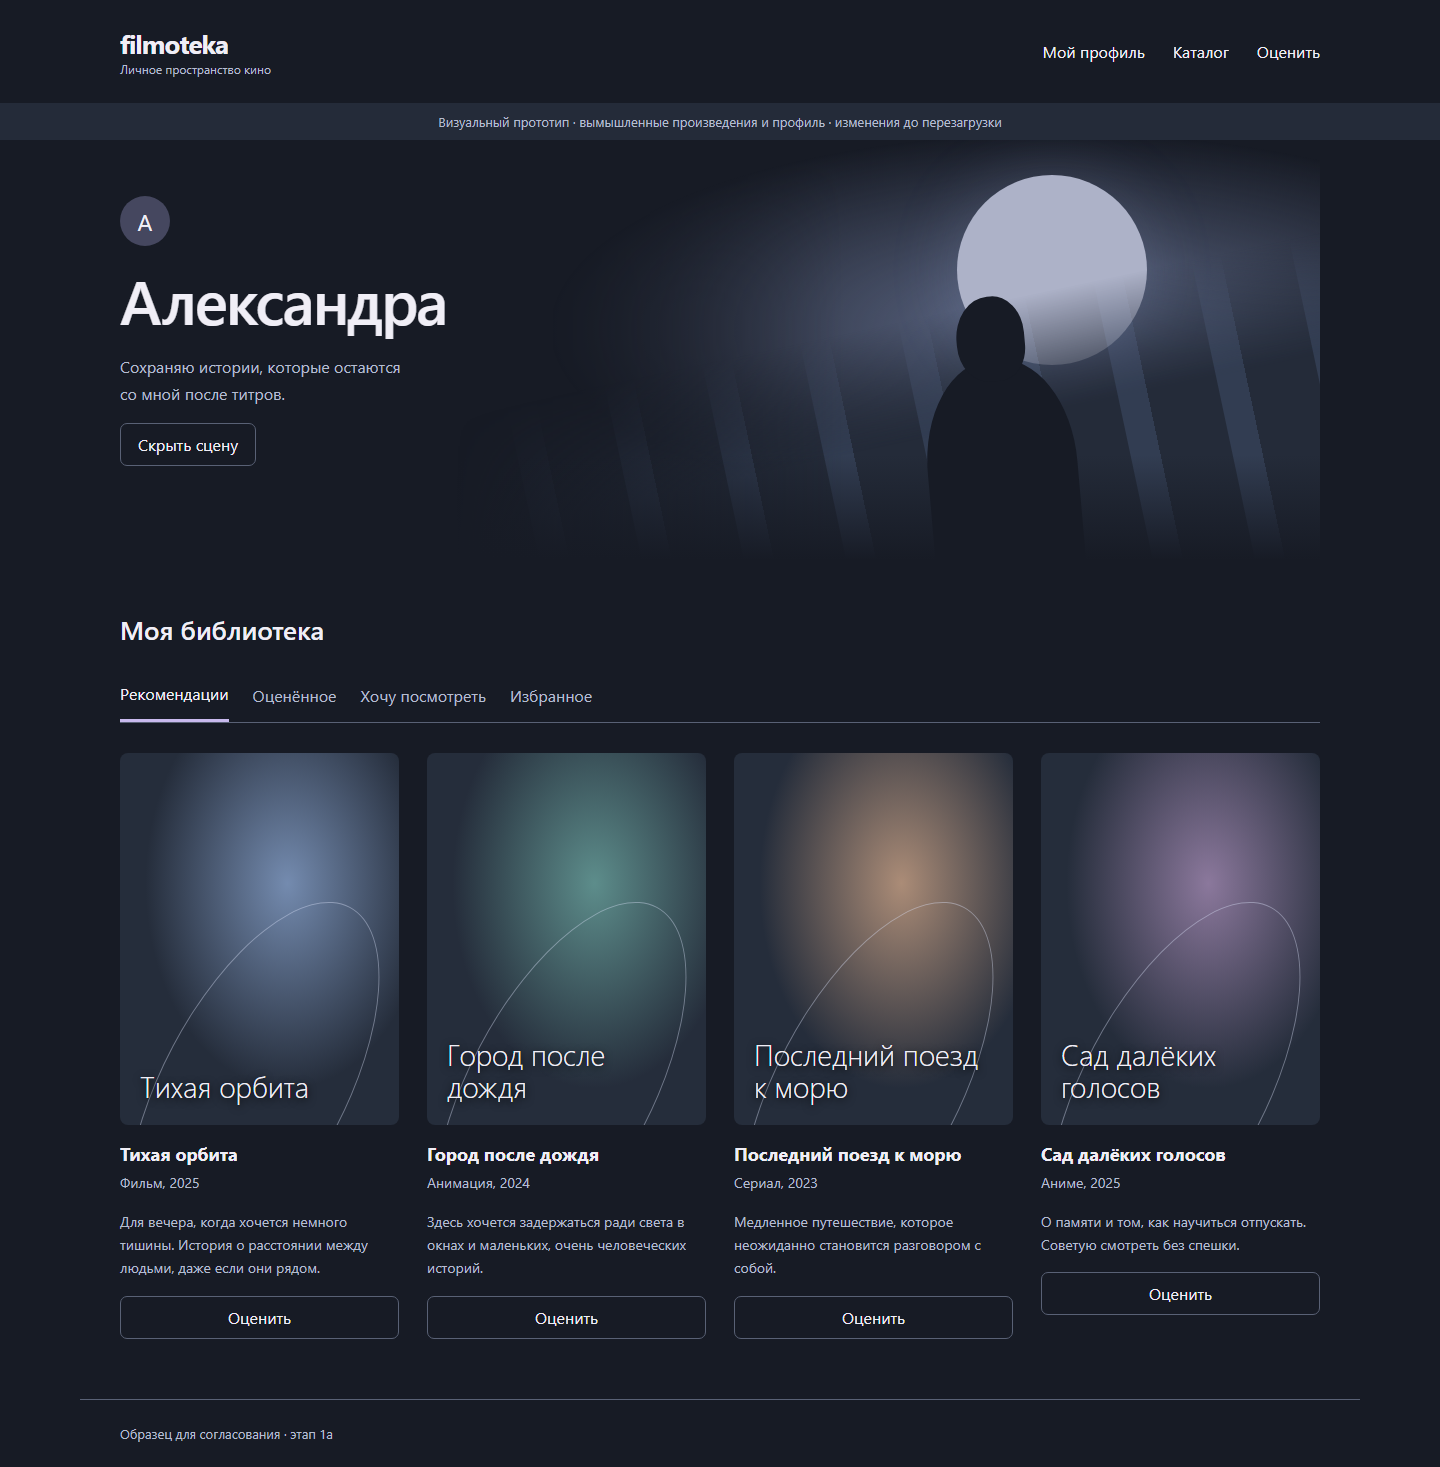 filmoteka
Личное пространство кино
Мой профиль
Каталог
Оценить
Визуальный прототип · вымышленные произведения и профиль · изменения до перезагрузки
А
Александра
Сохраняю истории, которые остаются
со мной после титров.
Скрыть сцену
Моя библиотека
Рекомендации
Оценённое
Хочу посмотреть
Избранное
Тихая орбита
Тихая орбита
Фильм, 2025
Для вечера, когда хочется немного
тишины. История о расстоянии между
людьми, даже если они рядом.
Оценить
Город после
дождя
Город после дождя
Анимация, 2024
Здесь хочется задержаться ради света в
окнах и маленьких, очень человеческих
историй.
Оценить
Последний поезд
к морю
Последний поезд к морю
Сериал, 2023
Медленное путешествие, которое
неожиданно становится разговором с
собой.
Оценить
Сад далёких
голосов
Сад далёких голосов
Аниме, 2025
О памяти и том, как научиться отпускать.
Советую смотреть без спешки.
Оценить
Образец для согласования · этап 1а